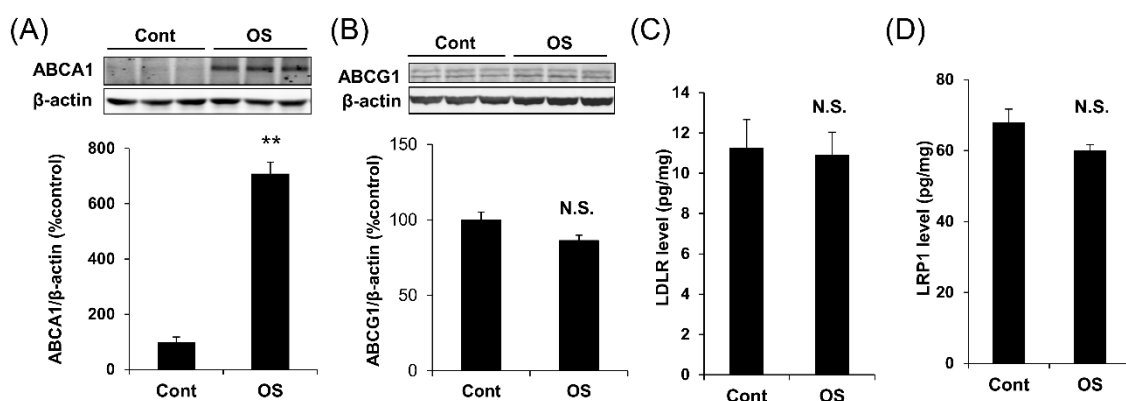 (A)
Cont OS
ABCA1
β-actin
ABCA1/β-actin (%control)
800
**
600
400
200
0
Cont OS
(B)
Cont OS
ABCG1
β-actin
ABCG1/β-actin (%control)
150
100
N.S.
50
0
Cont OS
(C)
LDLR level (pg/mg)
14
N.S.
12
10
8
6
4
2
0
Cont OS
(D)
LRP1 level (pg/mg)
80
N.S.
60
40
20
0
Cont OS